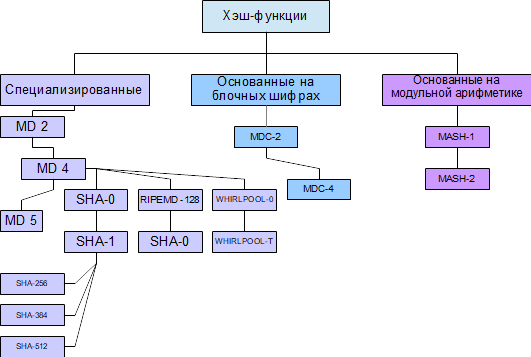 Хэш-функции
Специализированные
Основанные на
блочных шифрах
Основанные на
модульной арифметике
MD 2
MDC-2
MASH-1
MD 4
MDC-4
MASH-2
MD 5
SHA-0
RIPEMD-128
WHIRLPOOL-0
SHA-1
SHA-0
WHIRLPOOL-T
SHA-256
SHA-384
SHA-512